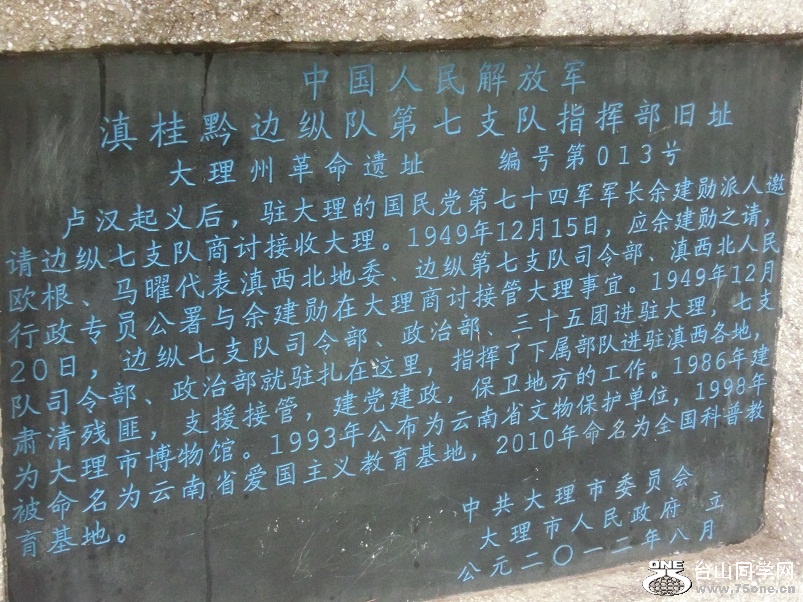 中国人民解放军
滇桂黔边纵队第七支队指挥部旧址
大理州革命遗址 编号第013号
卢汉起义后，驻大理的国民党第七十四军军长余建勋派人邀
请边纵七支队商讨接收大理。1949年12月15日，应余建勋之请，
欧根、马曜代表滇西北地委、边纵第七支队司令部、滇西北人民
行政专员公署与余建勋在大理商讨接管大理事宜。1949年12月
20日，边纵七支队司令部、政治部、三十五团进驻大理，七支
队司令部、政治部就驻扎在这里，指挥了下属部队进驻滇西各地，
肃清残匪，支援接管，建党建政，保卫地方的工作。1986年建
为大理市博物馆。1993年公布为云南省文物保护单位，1998年
被命名为云南省爱国主义教育基地，2010年命名为全国科普教
育基地。
中共大理市委员会
大理市人民政府 立
公元二〇一二年八月
ONE 台山同学网
www.75one.cn